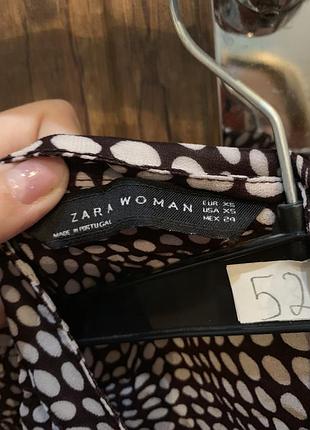 ZARA WOMAN
MADE IN PORTUGAL
EUR XS
USA XS
MEX 24
52